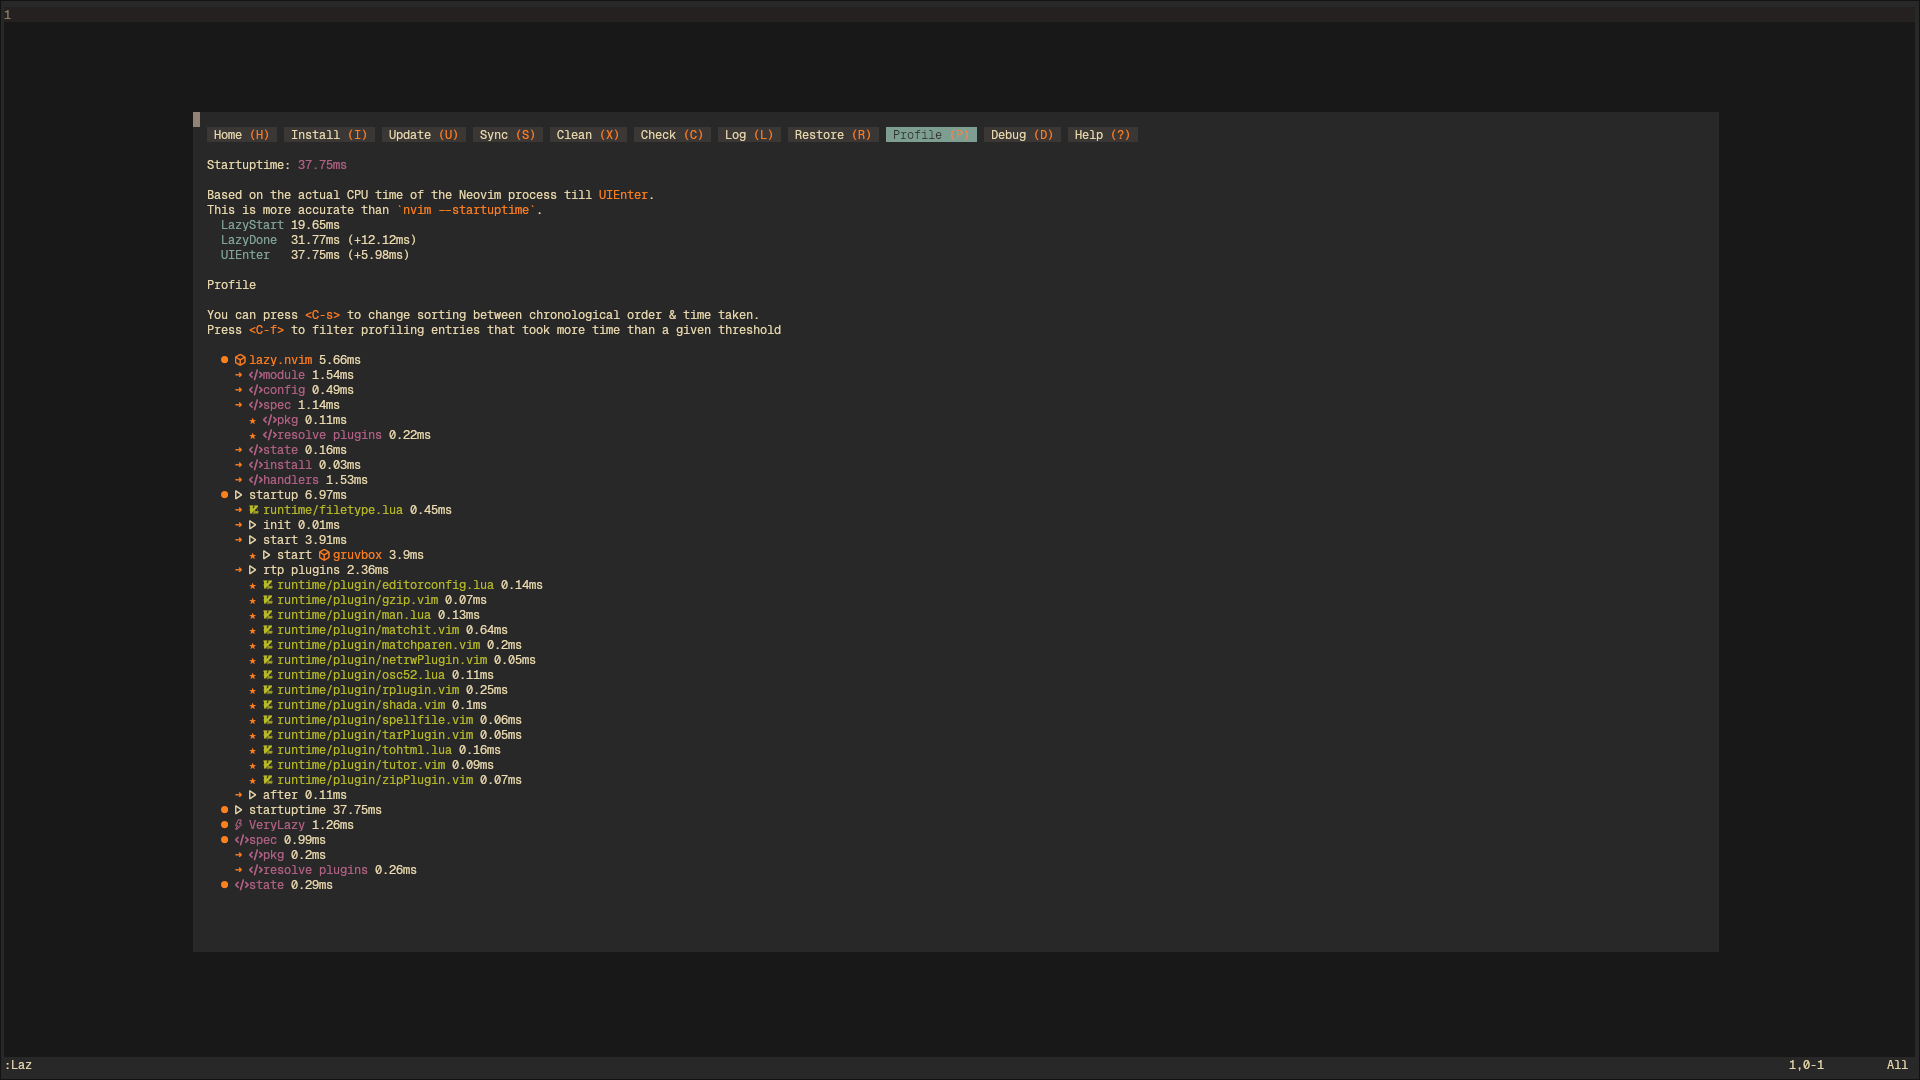 1
Home (H) Install (I) Update (U) Sync (S) Clean (X) Check (C) Log (L) Restore (R) Profile (P) Debug (D) Help (?)
Startuptime: 37.75ms
Based on the actual CPU time of the Neovim process till UIEnter.
This is more accurate than `nvim --startuptime`.
LazyStart 19.65ms
LazyDone 31.77ms (+12.12ms)
UIEnter 37.75ms (+5.98ms)
Profile
You can press <C-s> to change sorting between chronological order & time taken.
Press <C-f> to filter profiling entries that took more time than a given threshold
● lazy.nvim 5.66ms
➜ </>module 1.54ms
➜ </>config 0.49ms
➜ </>spec 1.14ms
★ </>pkg 0.11ms
★ </>resolve plugins 0.22ms
➜ </>state 0.16ms
➜ </>install 0.03ms
➜ </>handlers 1.53ms
● startup 6.97ms
➜ runtime/filetype.lua 0.45ms
➜ init 0.01ms
➜ start 3.91ms
★ start gruvbox 3.9ms
➜ rtp plugins 2.36ms
★ runtime/plugin/editorconfig.lua 0.14ms
★ runtime/plugin/gzip.vim 0.07ms
★ runtime/plugin/man.lua 0.13ms
★ runtime/plugin/matchit.vim 0.64ms
★ runtime/plugin/matchparen.vim 0.2ms
★ runtime/plugin/netrwPlugin.vim 0.05ms
★ runtime/plugin/osc52.lua 0.11ms
★ runtime/plugin/rplugin.vim 0.25ms
★ runtime/plugin/shada.vim 0.1ms
★ runtime/plugin/spellfile.vim 0.06ms
★ runtime/plugin/tarPlugin.vim 0.05ms
★ runtime/plugin/tohtml.lua 0.16ms
★ runtime/plugin/tutor.vim 0.09ms
★ runtime/plugin/zipPlugin.vim 0.07ms
➜ after 0.11ms
● startuptime 37.75ms
● VeryLazy 1.26ms
● </>spec 0.99ms
➜ </>pkg 0.2ms
➜ </>resolve plugins 0.26ms
● </>state 0.29ms
:Laz 1,0-1 All